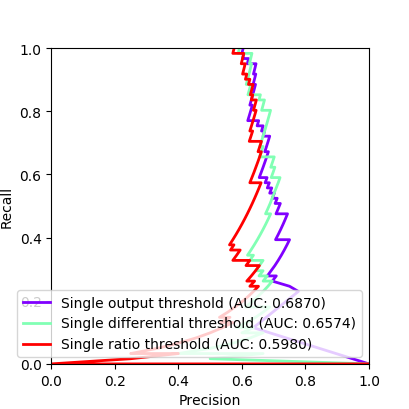 1.0
0.8
0.6
0.4
0.2
0.0
Recall
Single output threshold (AUC: 0.6870)
Single differential threshold (AUC: 0.6574)
Single ratio threshold (AUC: 0.5980)
0.0 0.2 0.4 0.6 0.8 1.0
Precision